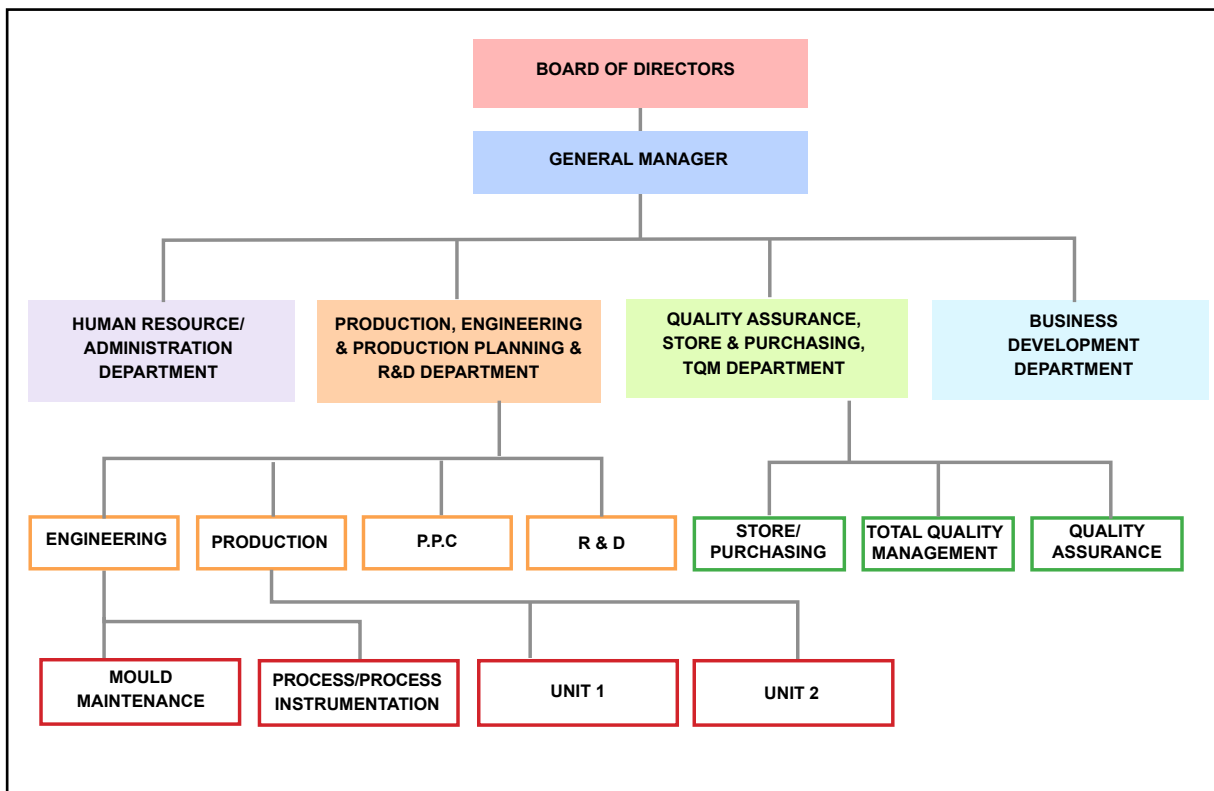 BOARD OF DIRECTORS
GENERAL MANAGER
HUMAN RESOURCE/
ADMINISTRATION
DEPARTMENT
PRODUCTION, ENGINEERING
& PRODUCTION PLANNING &
R&D DEPARTMENT
QUALITY ASSURANCE,
STORE & PURCHASING,
TQM DEPARTMENT
BUSINESS
DEVELOPMENT
DEPARTMENT
ENGINEERING
PRODUCTION
P.P.C
R & D
STORE/
PURCHASING
TOTAL QUALITY
MANAGEMENT
QUALITY
ASSURANCE
MOULD
MAINTENANCE
PROCESS/PROCESS
INSTRUMENTATION
UNIT 1
UNIT 2